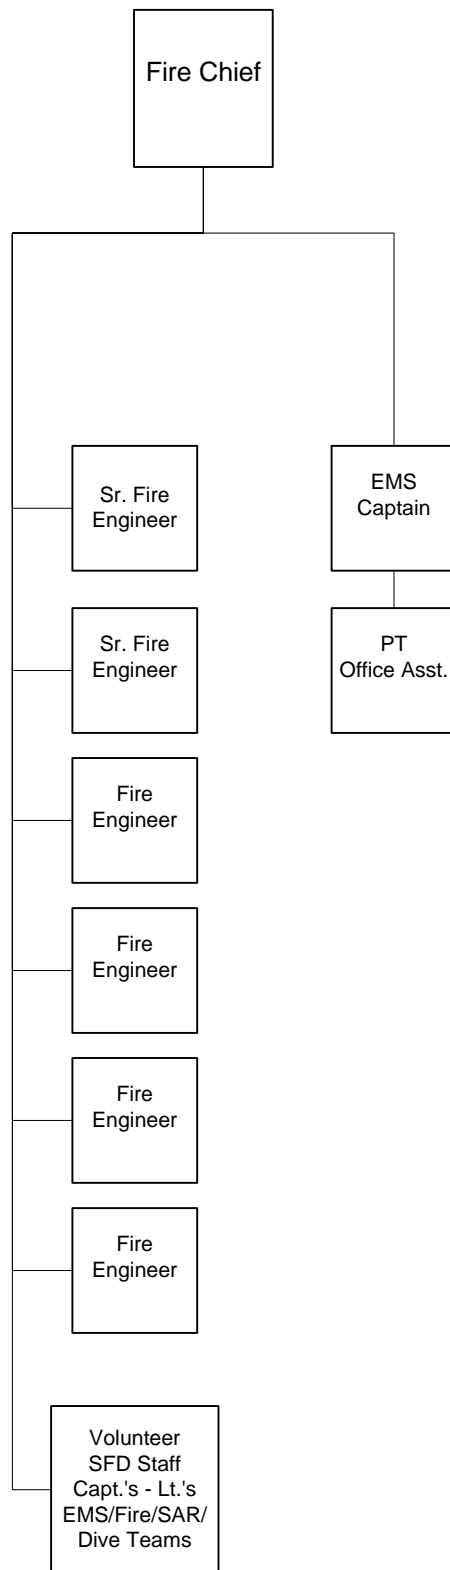 Fire Chief
Sr. Fire
Engineer
EMS
Captain
Sr. Fire
Engineer
PT
Office Asst.
Fire
Engineer
Fire
Engineer
Fire
Engineer
Fire
Engineer
Volunteer
SFD Staff
Capt.'s - Lt.'s
EMS/Fire/SAR/
Dive Teams